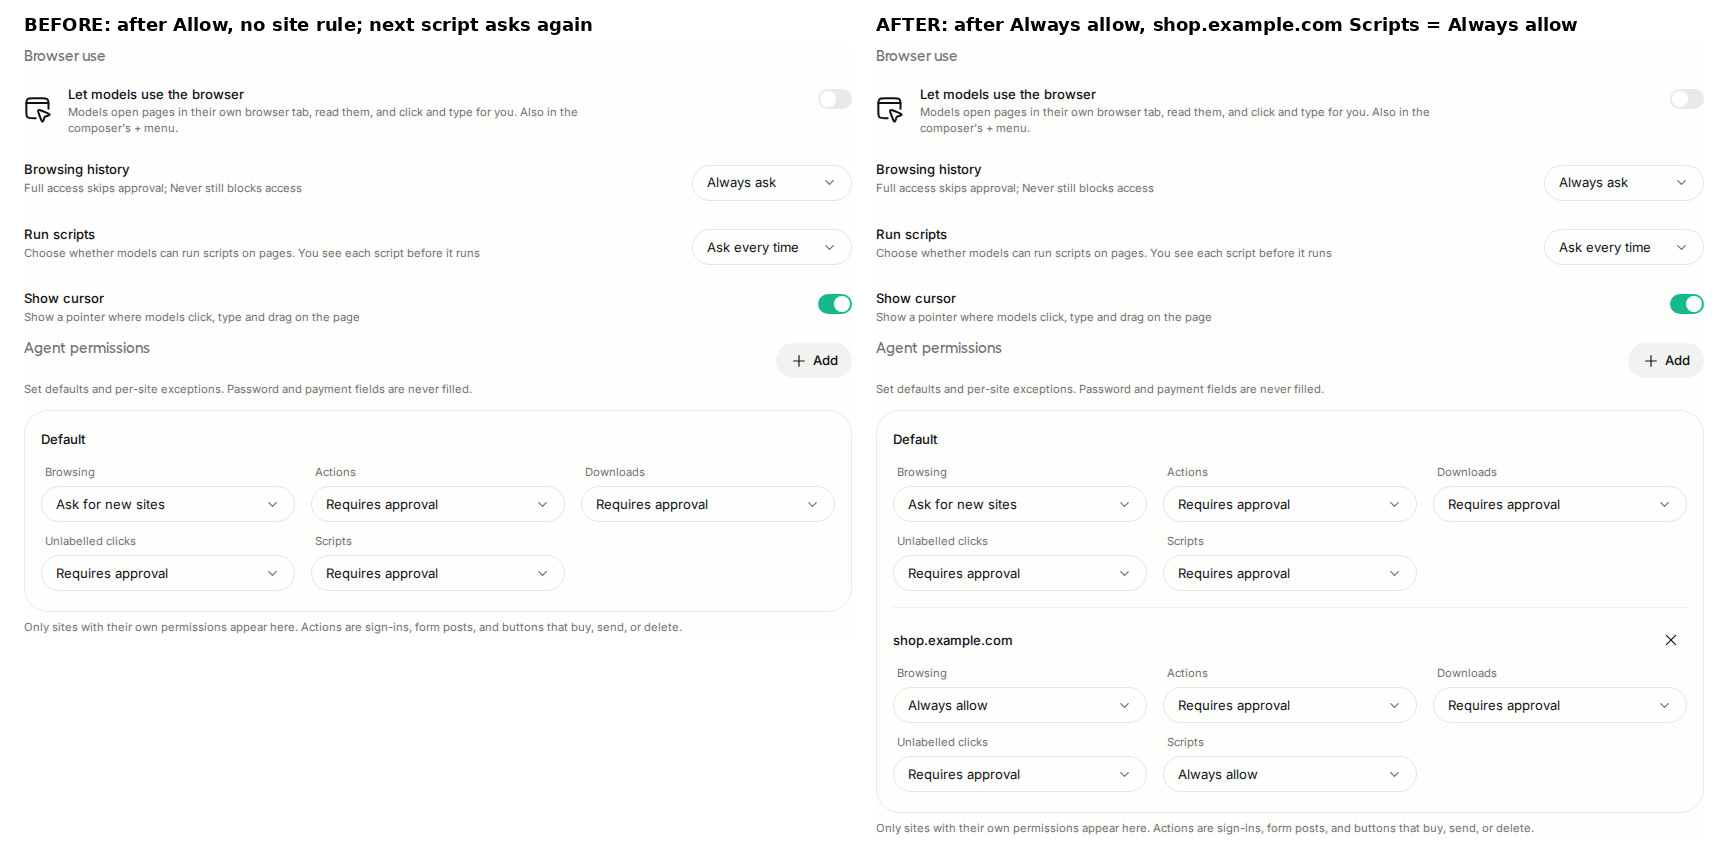 BEFORE: after Allow, no site rule; next script asks again
Browser use
Let models use the browser
Models open pages in their own browser tab, read them, and click and type for you. Also in the
composer's + menu.
Browsing history
Full access skips approval; Never still blocks access
Always ask
Run scripts
Choose whether models can run scripts on pages. You see each script before it runs
Ask every time
Show cursor
Show a pointer where models click, type and drag on the page
Agent permissions
Add
Set defaults and per-site exceptions. Password and payment fields are never filled.
Default
Browsing
Actions
Downloads
Ask for new sites
Requires approval
Requires approval
Unlabelled clicks
Scripts
Requires approval
Requires approval
Only sites with their own permissions appear here. Actions are sign-ins, form posts, and buttons that buy, send, or delete.
AFTER: after Always allow, shop.example.com Scripts = Always allow
Browser use
Let models use the browser
Models open pages in their own browser tab, read them, and click and type for you. Also in the
composer's + menu.
Browsing history
Full access skips approval; Never still blocks access
Always ask
Run scripts
Choose whether models can run scripts on pages. You see each script before it runs
Ask every time
Show cursor
Show a pointer where models click, type and drag on the page
Agent permissions
Add
Set defaults and per-site exceptions. Password and payment fields are never filled.
Default
Browsing
Actions
Downloads
Ask for new sites
Requires approval
Requires approval
Unlabelled clicks
Scripts
Requires approval
Requires approval
shop.example.com
Browsing
Actions
Downloads
Always allow
Requires approval
Requires approval
Unlabelled clicks
Scripts
Requires approval
Always allow
Only sites with their own permissions appear here. Actions are sign-ins, form posts, and buttons that buy, send, or delete.